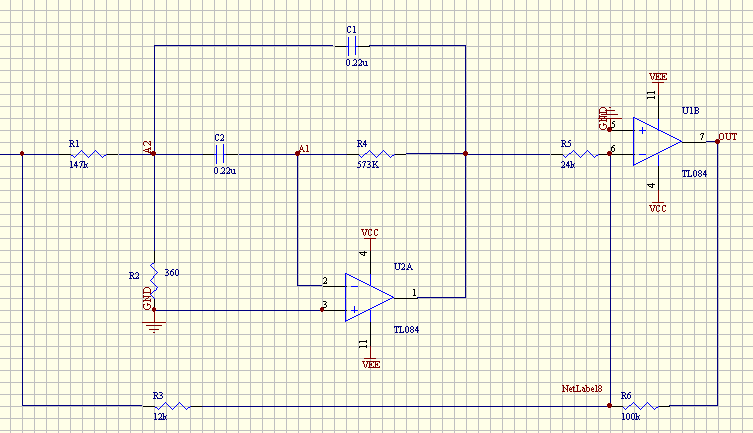 C1
0.22u
VEE
11
U1B
GND
5
R1
147k
A2
C2
0.22u
A1
R4
573K
R5
24k
6
7
OUT
TL084
4
VCC
VCC
4
U2A
R2
360
GND
2
3
1
TL084
11
VEE
R3
12k
NetLabel8
R6
100k